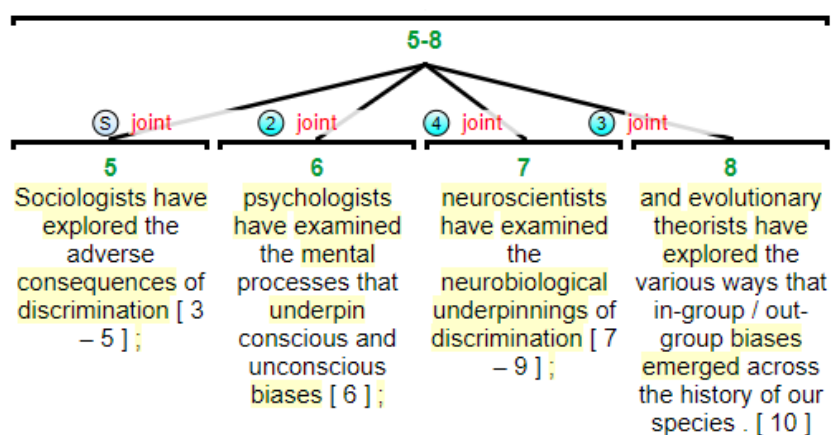 5-8
S joint 2 joint 4 joint 3 joint
5
Sociologists have
explored the
adverse
consequences of
discrimination [ 3
– 5 ] ;
6
psychologists
have examined
the mental
processes that
underpin
conscious and
unconscious
biases [ 6 ] ;
7
neuroscientists
have examined
the
neurobiological
underpinnings of
discrimination [ 7
– 9 ] ;
8
and evolutionary
theorists have
explored the
various ways that
in-group / out-
group biases
emerged across
the history of our
species . [ 10 ]